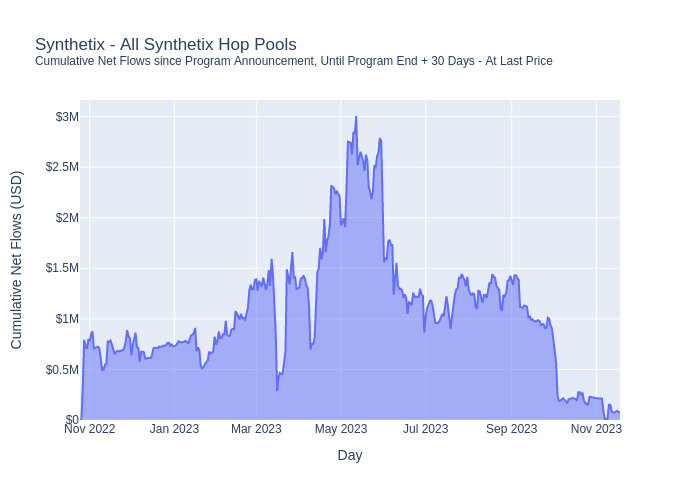 Synthetix - All Synthetix Hop Pools
Cumulative Net Flows since Program Announcement, Until Program End + 30 Days - At Last Price
Cumulative Net Flows (USD)
$3M
$2.5M
$2M
$1.5M
$1M
$0.5M
$0
Nov 2022 Jan 2023 Mar 2023 May 2023 Jul 2023 Sep 2023 Nov 2023
Day